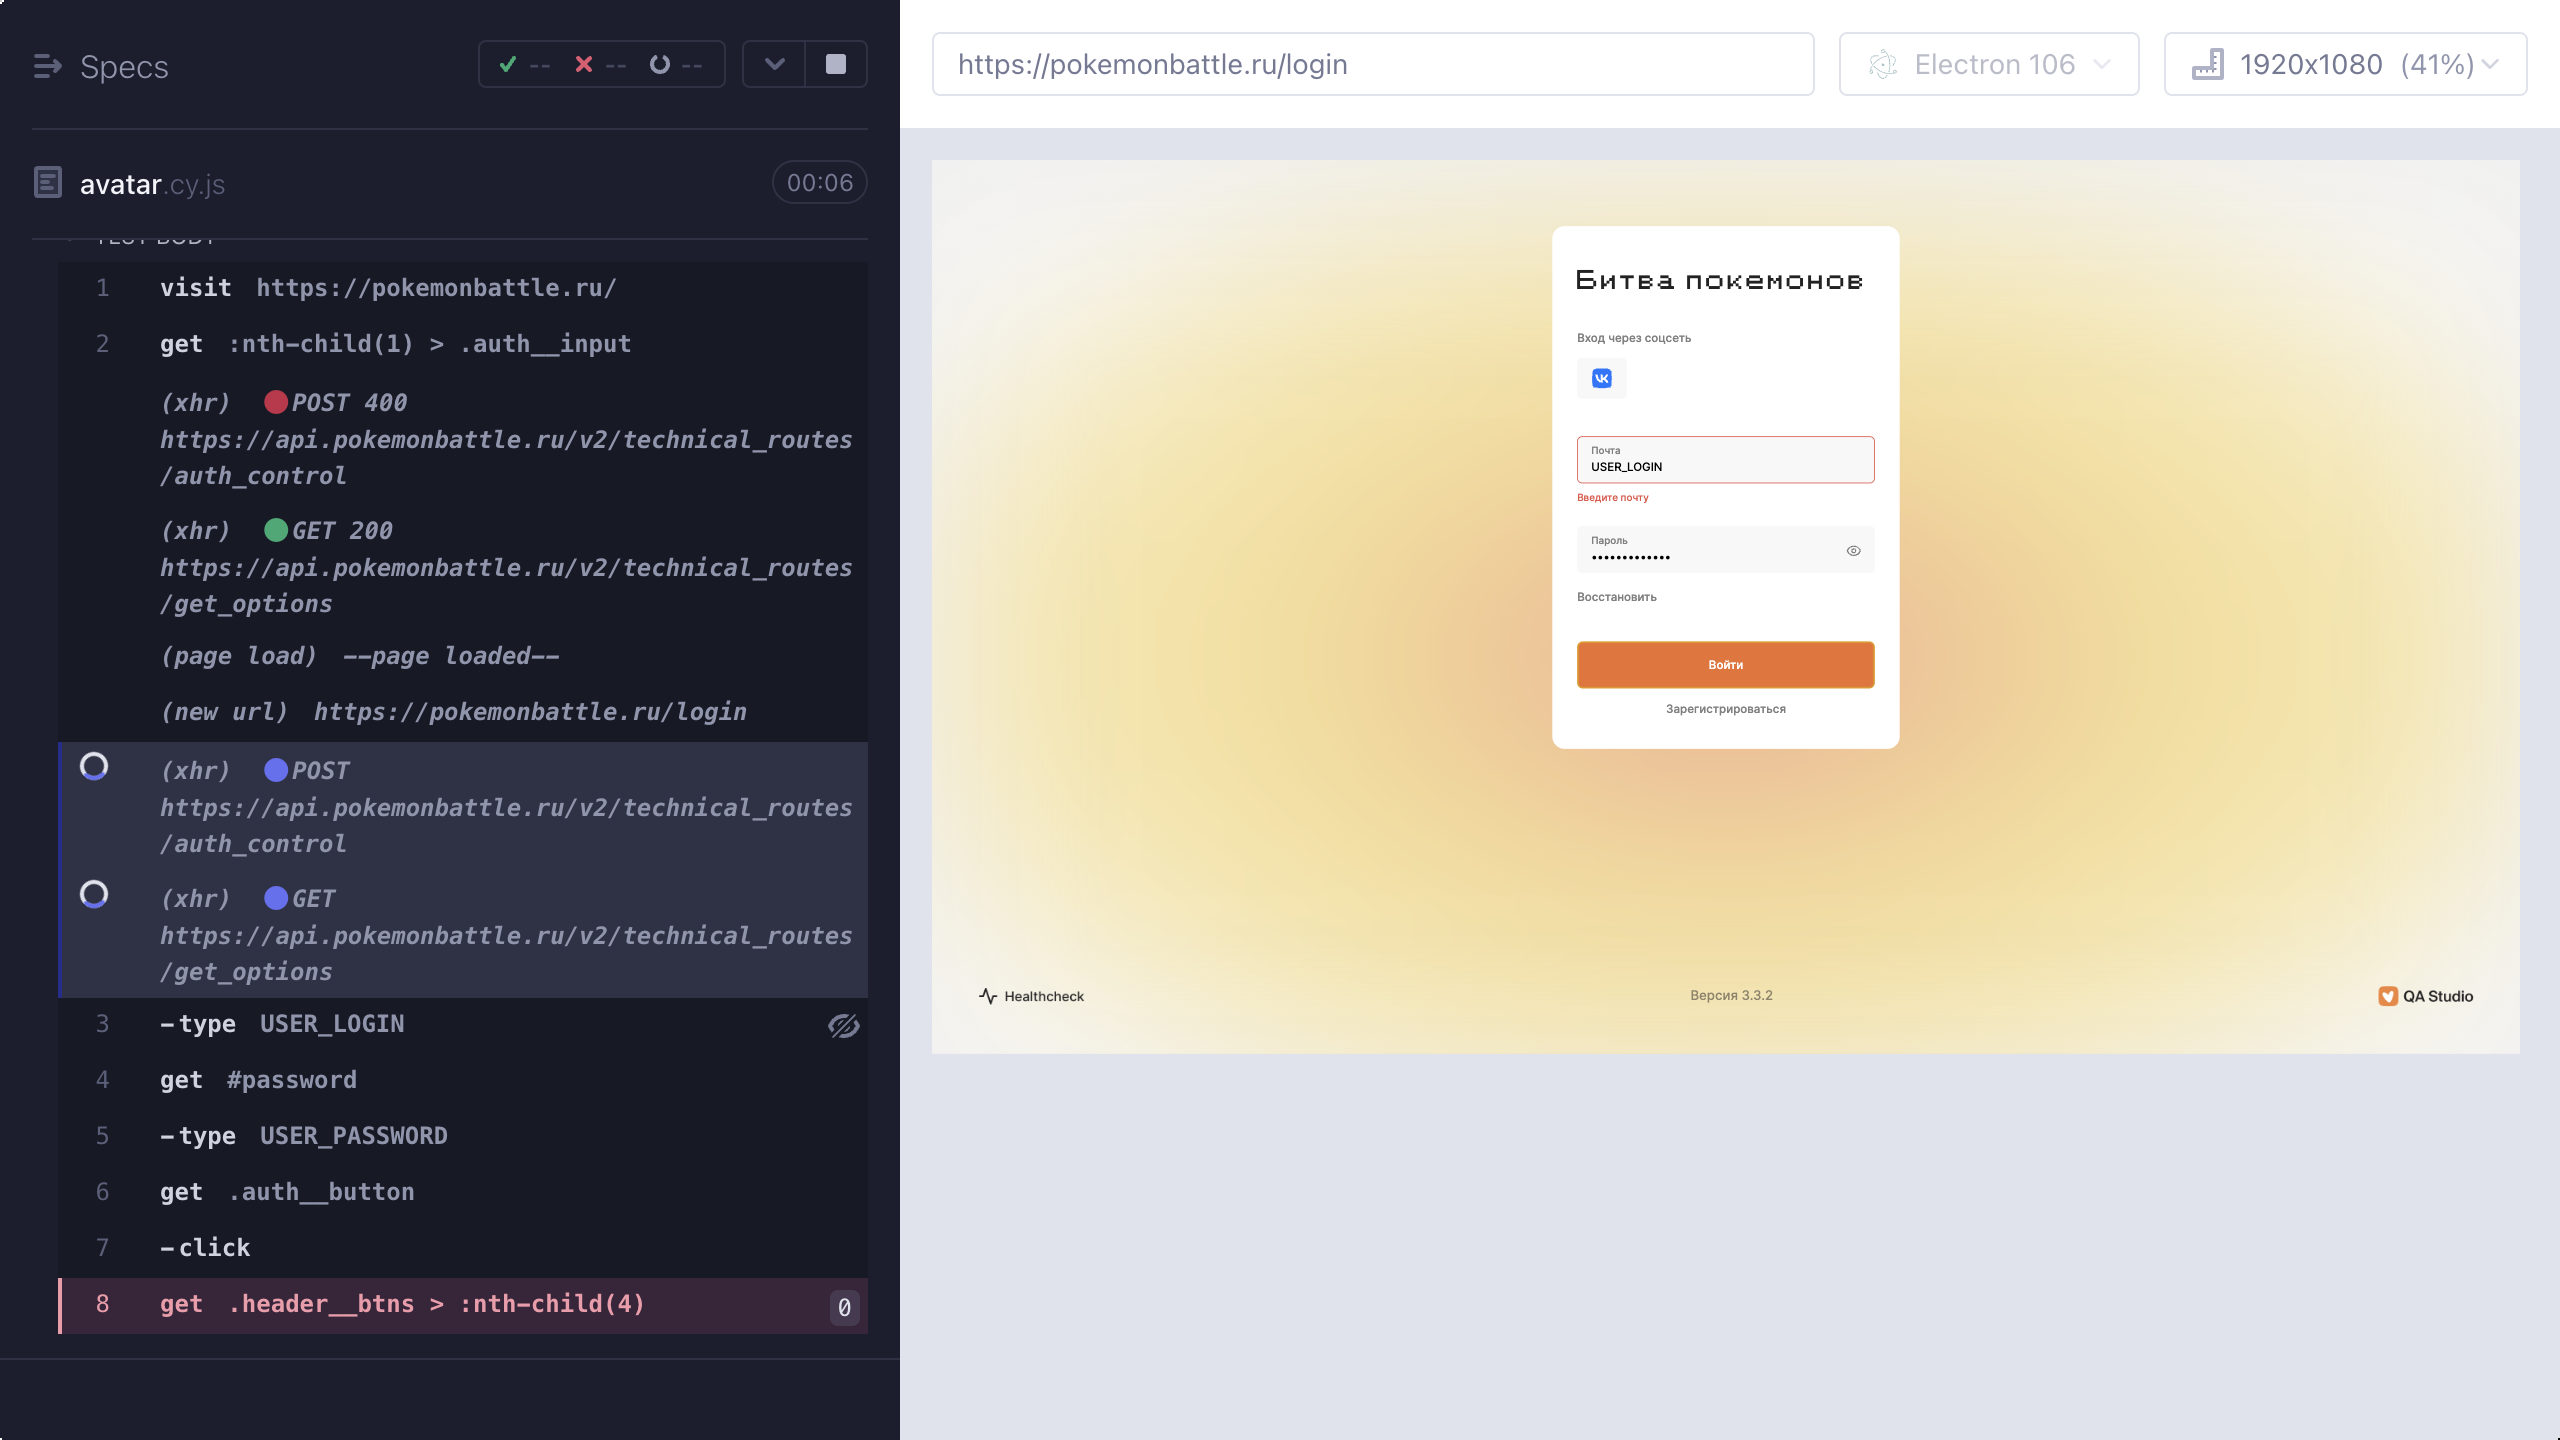 Specs
-- -- --
avatar.cy.js
00:06
TEST BODY
1 visit https://pokemonbattle.ru/
2 get :nth-child(1) > .auth__input
(xhr) POST 400
https://api.pokemonbattle.ru/v2/technical_routes
/auth_control
(xhr) GET 200
https://api.pokemonbattle.ru/v2/technical_routes
/get_options
(page load) --page loaded--
(new url) https://pokemonbattle.ru/login
(xhr) POST
https://api.pokemonbattle.ru/v2/technical_routes
/auth_control
(xhr) GET
https://api.pokemonbattle.ru/v2/technical_routes
/get_options
3 -type USER_LOGIN
4 get #password
5 -type USER_PASSWORD
6 get .auth__button
7 -click
8 get .header__btns > :nth-child(4) 0
https://pokemonbattle.ru/login
Electron 106
1920x1080 (41%)
Битва покемонов
Вход через соцсеть
Почта
USER_LOGIN
Введите почту
Пароль
•••••••••••••
Восстановить
Войти
Зарегистрироваться
Healthcheck
Версия 3.3.2
QA Studio